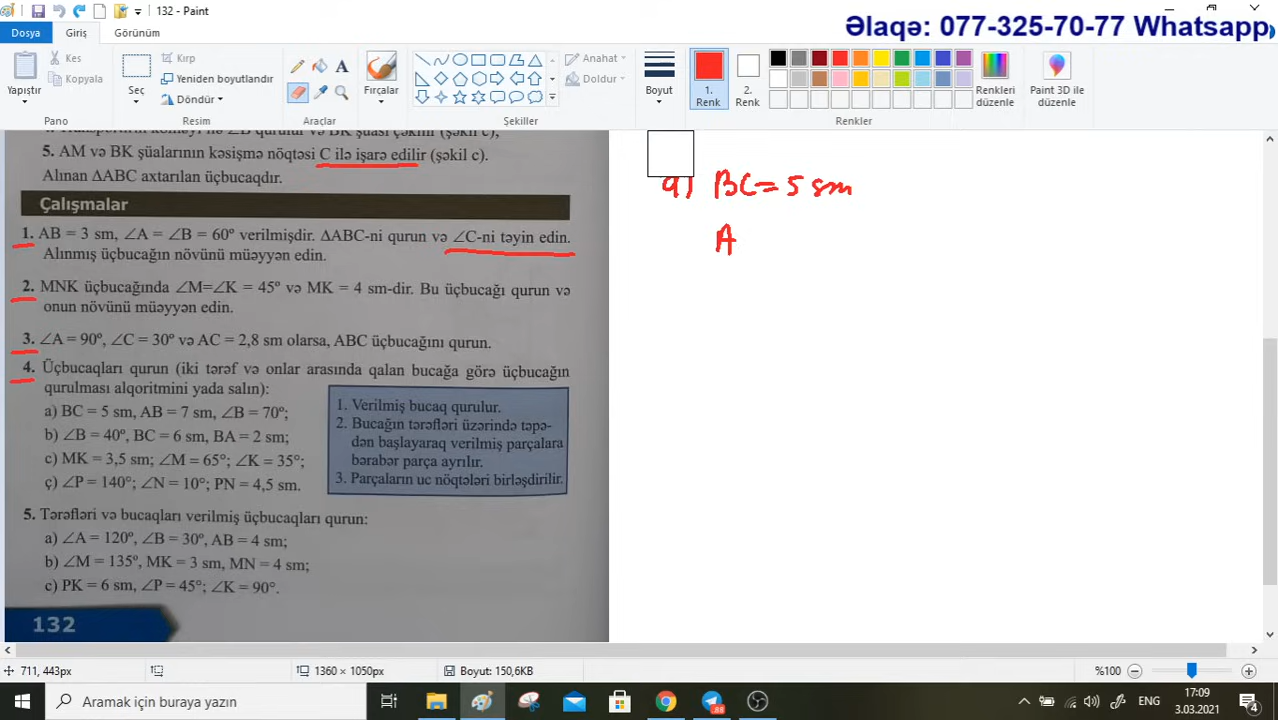 132 - Paint
Əlaqə: 077-325-70-77 Whatsapp
Dosya Giriş Görünüm
Yapıştır
Kes
Kopyala
Pano
Seç
Kırp
Yeniden boyutlandır
Döndür
Resim
A
Araçlar
Fırçalar
Anahat
Doldur
Şekiller
Boyut
1. Renk
2. Renk
Renkleri düzenle
Paint 3D ile düzenle
Renkler
5. AM və BK şüalarının kəsişmə nöqtəsi C ilə işarə edilir (şəkil c).
Alınan ΔABC axtarılan üçbucaqdır.
Çalışmalar
1. AB = 3 sm, ∠A = ∠B = 60º verilmişdir. ΔABC-ni qurun və ∠C-ni təyin edin.
Alınmış üçbucağın növünü müəyyən edin.
2. MNK üçbucağında ∠M=∠K = 45º və MK = 4 sm-dir. Bu üçbucağı qurun və
onun növünü müəyyən edin.
3. ∠A = 90º, ∠C = 30º və AC = 2,8 sm olarsa, ABC üçbucağını qurun.
4. Üçbucaqları qurun (iki tərəf və onlar arasında qalan bucağa görə üçbucağın
qurulması alqoritmini yada salın):
a) BC = 5 sm, AB = 7 sm, ∠B = 70º;
b) ∠B = 40º, BC = 6 sm, BA = 2 sm;
c) MK = 3,5 sm; ∠M = 65°; ∠K = 35°;
ç) ∠P = 140°; ∠N = 10°; PN = 4,5 sm.
1. Verilmiş bucaq qurulur.
2. Bucağın tərəfləri üzərində təpə-
dən başlayaraq verilmiş parçalara
bərabər parça ayrılır.
3. Parçaların uc nöqtələri birləşdirilir.
5. Tərəfləri və bucaqları verilmiş üçbucaqları qurun:
a) ∠A = 120°, ∠B = 30°, AB = 4 sm;
b) ∠M = 135°, MK = 3 sm, MN = 4 sm;
c) PK = 6 sm, ∠P = 45°; ∠K = 90°.
132
a) BC = 5 sm
A
711, 443px
1360 × 1050px
Boyut: 150,6KB
%100
Aramak için buraya yazın
ENG
17:09
3.03.2021